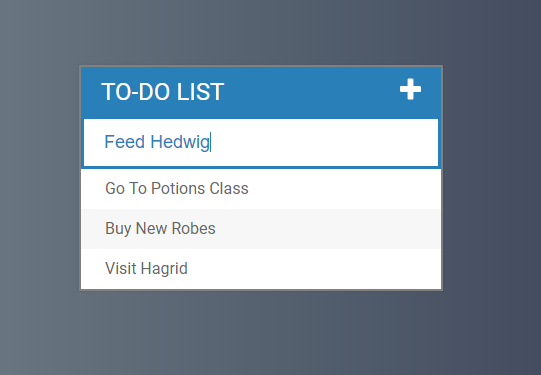 TO-DO LIST
Feed Hedwig
Go To Potions Class
Buy New Robes
Visit Hagrid